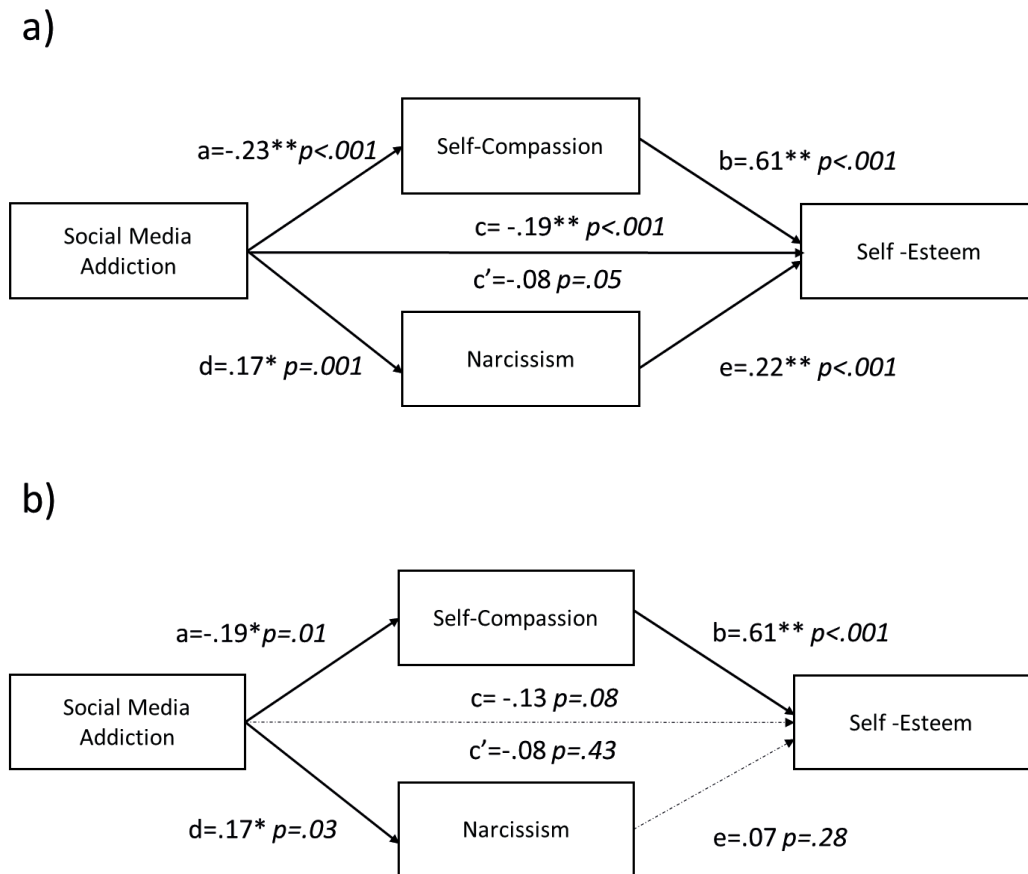 a)
Self-Compassion
a=-.23** p<.001
b=.61** p<.001
Social Media
Addiction
c= -.19** p<.001
Self -Esteem
c’=-.08 p=.05
Narcissism
d=.17* p=.001
e=.22** p<.001
b)
Self-Compassion
a=-.19* p=.01
b=.61** p<.001
Social Media
Addiction
c= -.13 p=.08
Self -Esteem
c’=-.08 p=.43
Narcissism
d=.17* p=.03
e=.07 p=.28